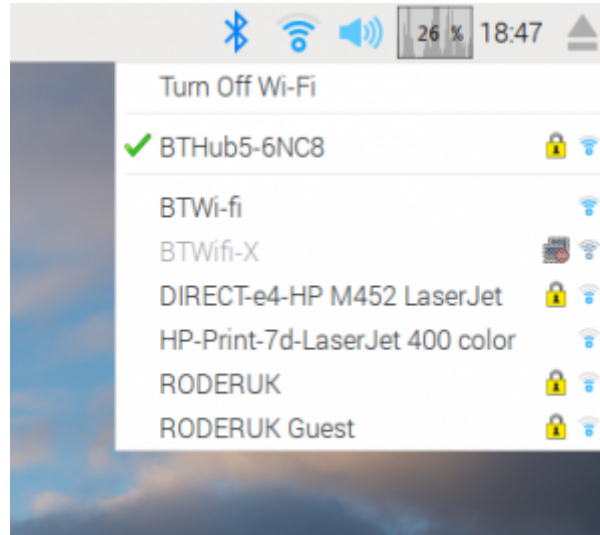 26 % 18:47
Turn Off Wi-Fi
BTHub5-6NC8
BTWi-fi
BTWifi-X
DIRECT-e4-HP M452 LaserJet
HP-Print-7d-LaserJet 400 color
RODERUK
RODERUK Guest